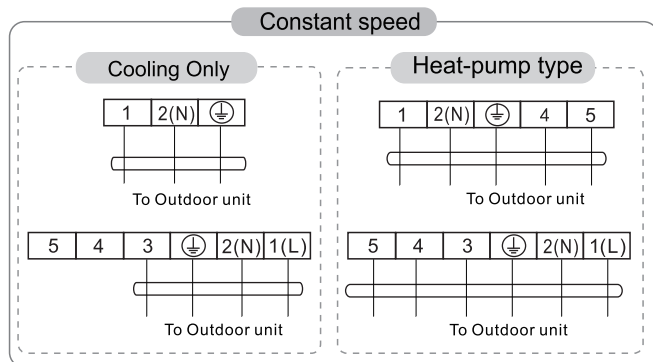 Constant speed
Cooling Only
Heat-pump type
1 2(N)
1 2(N) 4 5
To Outdoor unit
To Outdoor unit
5 4 3 2(N) 1(L)
5 4 3 2(N) 1(L)
To Outdoor unit
To Outdoor unit